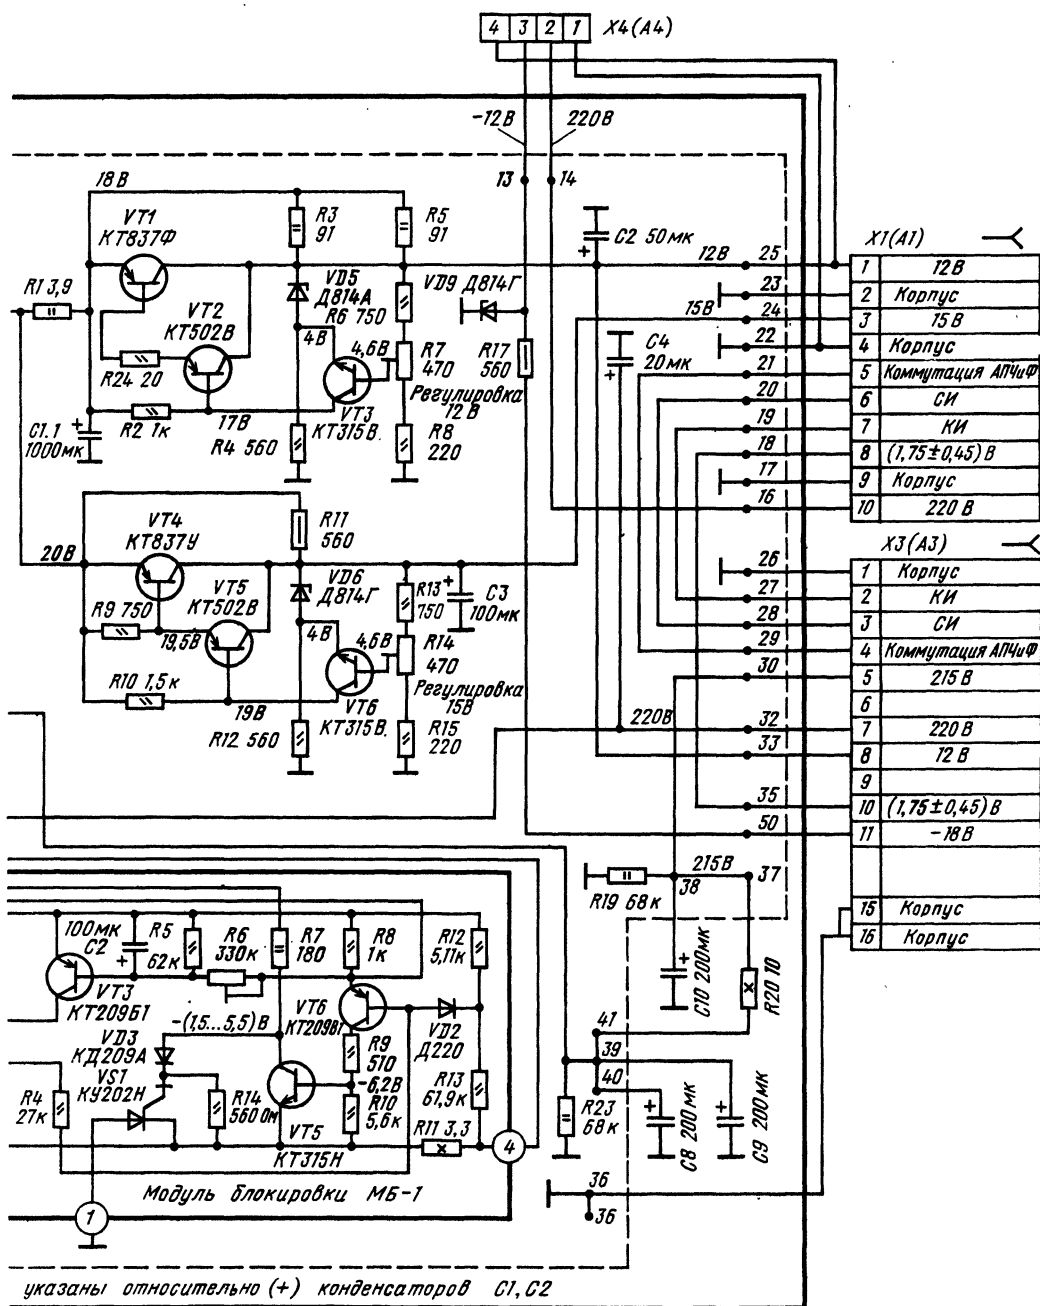 4 3 2 1 X4(A4)
-12В 220В
13 14
18В
VT1
КТ837Ф
R3
91
R5
91
C2 50мк
+
12В 25
X1(A1)
1 12В
R1 3,9
VD5
Д814А
VD9 Д814Г
23
2 Корпус
VT2
КТ502В
R6 750
15В 24
3 15В
4В 4,6В
R7
470
R17
560
C4
20мк
+
22
4 Корпус
21
5 Коммутация АПЧиФ
R24 20
VT3
КТ315В
Регулировка
12В
20
6 СИ
19
7 КИ
C1.1
1000мк
+
R2 1к
17В
R4 560
R8
220
18
8 (1,75±0,45)В
17
9 Корпус
16
10 220В
20В
VT4
КТ837У
R11
560
X3(A3)
26
1 Корпус
VT5
КТ502В
VD6
Д814Г
R13
750
+
C3
100мк
27
2 КИ
R9 750
19,5В
28
3 СИ
4В 4,6В
R14
470
29
4 Коммутация АПЧиФ
R10 1,5к
19В
VT6
КТ315В.
Регулировка
15В
30
5 215В
6
R12 560
R15
220
220В 32
7 220В
33
8 12В
9
35
10 (1,75±0,45)В
50
11 -18В
215В 37
38
R19 68к
15 Корпус
16 Корпус
100мк
C2
+
R5
62к
R6
330к
R7
180
R8
1к
R12
5,11к
C10 200мк
+
R20 10
VT3
КТ209Б1
VT6
КТ209В1
VD2
Д220
-(1,5...5,5)В
41
39
40
VD3
КД209А
VS1
КУ202Н
R9
510
-6,2В
R10
5,6к
R13
61,9к
R4
27к
R14
560 Ом
VT5
КТ315Н
R11 3,3
4
R23
68к
C8 200мк
+
C9 200мк
+
Модуль блокировки МБ-1
36
36
1
указаны относительно (+) конденсаторов C1, C2